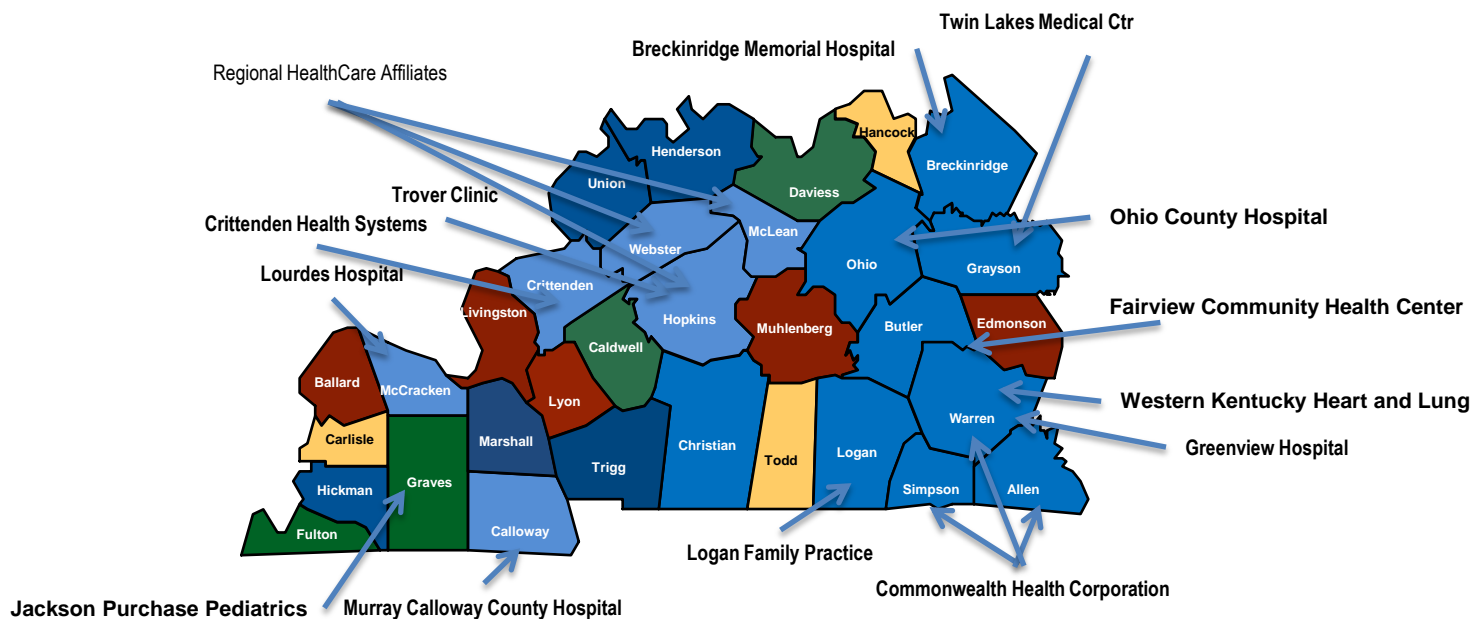 Twin Lakes Medical Ctr
Breckinridge Memorial Hospital
Regional HealthCare Affiliates
Hancock
Henderson
Breckinridge
Union
Daviess
Trover Clinic
Ohio County Hospital
Crittenden Health Systems
McLean
Webster
Ohio
Grayson
Lourdes Hospital
Crittenden
Livingston
Hopkins
Muhlenberg
Butler
Edmonson
Fairview Community Health Center
Caldwell
Ballard
McCracken
Lyon
Western Kentucky Heart and Lung
Warren
Carlisle
Marshall
Christian
Logan
Greenview Hospital
Todd
Trigg
Graves
Hickman
Simpson
Allen
Fulton
Calloway
Logan Family Practice
Commonwealth Health Corporation
Jackson Purchase Pediatrics
Murray Calloway County Hospital